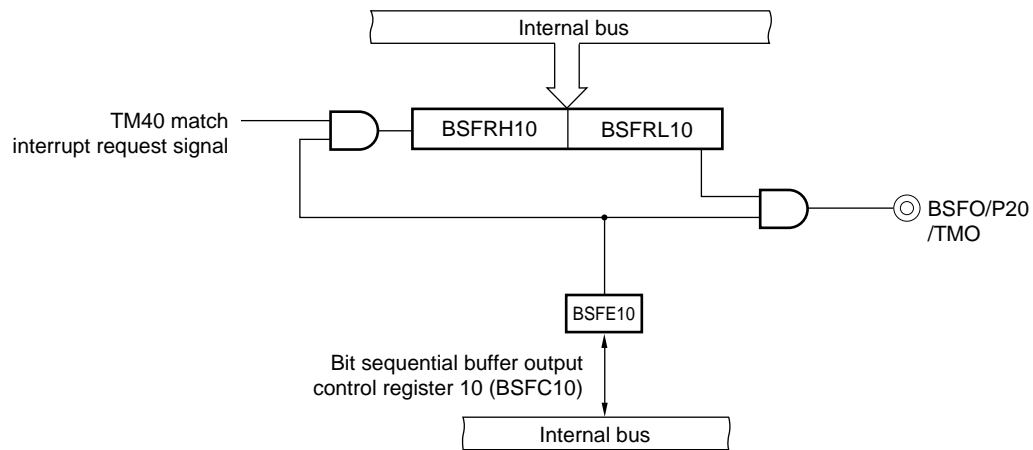 Internal bus
TM40 match
interrupt request signal
BSFRH10
BSFRL10
BSFO/P20
/TMO
BSFE10
Bit sequential buffer output
control register 10 (BSFC10)
Internal bus